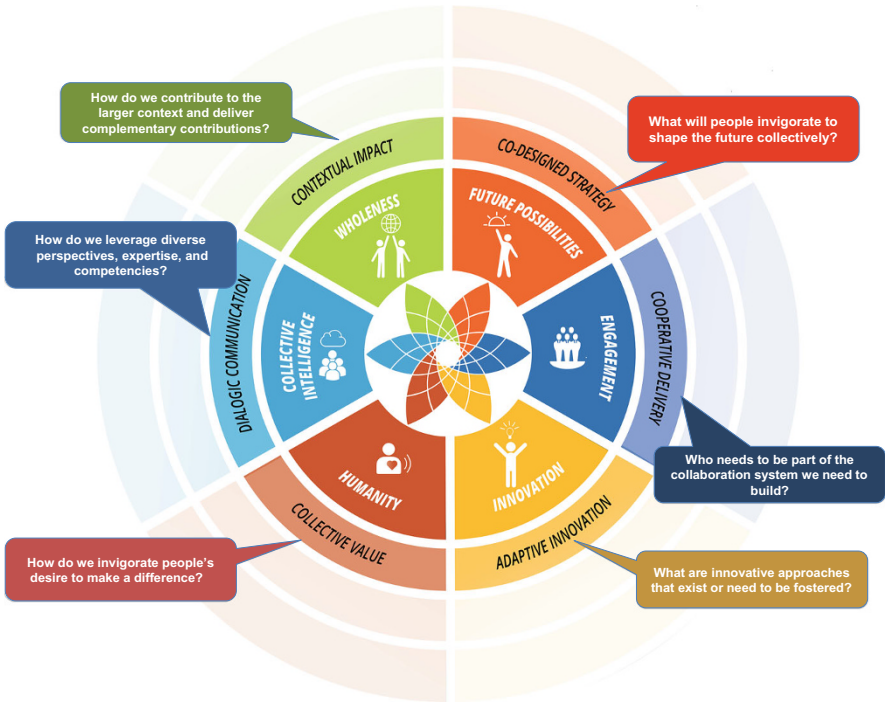 How do we contribute to the
larger context and deliver
complementary contributions?
What will people invigorate to
shape the future collectively?
CONTEXTUAL IMPACT
CO-DESIGNED STRATEGY
WHOLENESS
FUTURE POSSIBILITIES
How do we leverage diverse
perspectives, expertise, and
competencies?
DIALOGIC COMMUNICATION
COLLECTIVE
INTELLIGENCE
ENGAGEMENT
COOPERATIVE DELIVERY
Who needs to be part of the
collaboration system we need to
build?
HUMANITY
INNOVATION
COLLECTIVE VALUE
ADAPTIVE INNOVATION
How do we invigorate people's
desire to make a difference?
What are innovative approaches
that exist or need to be fostered?